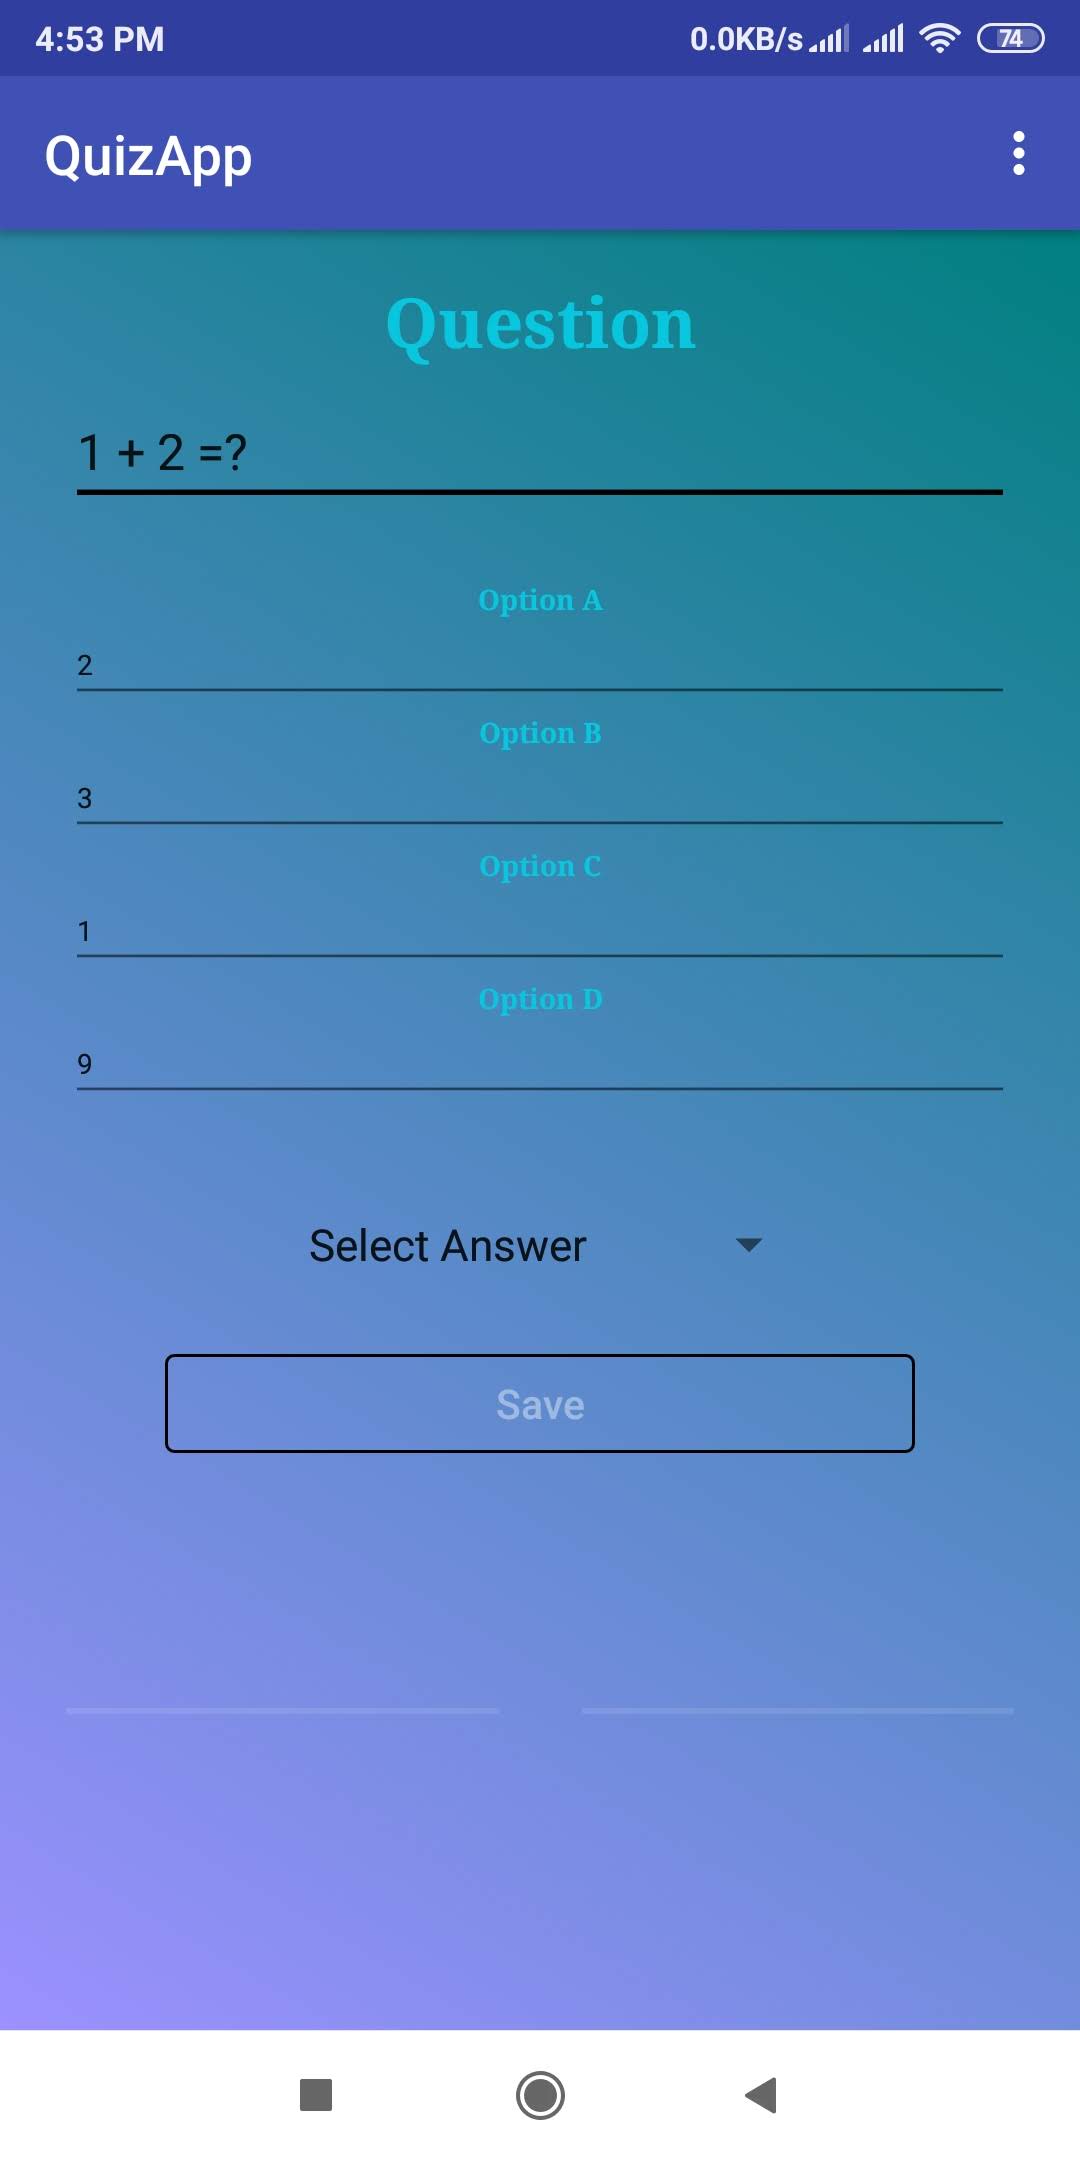 4:53 PM 0.0KB/s 74
QuizApp
Question
1 + 2 =?
Option A
2
Option B
3
Option C
1
Option D
9
Select Answer
Save